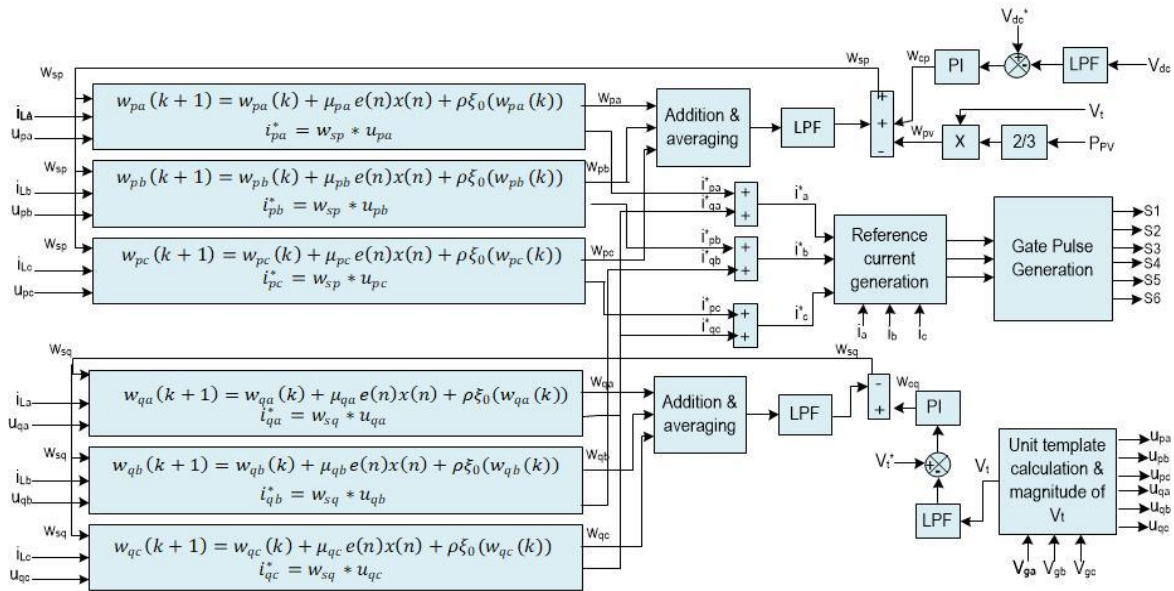 V_dc*
w_sp
w_sp
w_cp
PI
LPF
V_dc
w_pa(k + 1) = w_pa(k) + μ_pa e(n)x(n) + ρξ_0(w_pa(k))
i*_pa = w_sp * u_pa
i_LA
u_pa
w_pa
Addition &
averaging
LPF
+
+
-
w_pv
X
2/3
V_t
P_PV
w_sp
w_pb(k + 1) = w_pb(k) + μ_pb e(n)x(n) + ρξ_0(w_pb(k))
i*_pb = w_sp * u_pb
i_Lb
u_pb
w_pb
w_sp
w_pc(k + 1) = w_pc(k) + μ_pc e(n)x(n) + ρξ_0(w_pc(k))
i*_pc = w_sp * u_pc
i_Lc
u_pc
w_pc
i*_pa
i*_qa
+
+
i*_a
i*_pb
i*_qb
+
+
i*_b
i*_pc
i*_qc
+
+
i*_c
Reference
current
generation
i_a
i_b
i_c
Gate Pulse
Generation
S1
S2
S3
S4
S5
S6
w_sq
w_sq
w_qa(k + 1) = w_qa(k) + μ_qa e(n)x(n) + ρξ_0(w_qa(k))
i*_qa = w_sq * u_qa
i_La
u_qa
w_qa
Addition &
averaging
LPF
-
+
w_cq
PI
V_t*
+
-
LPF
V_t
w_sq
w_qb(k + 1) = w_qb(k) + μ_qb e(n)x(n) + ρξ_0(w_qb(k))
i*_qb = w_sq * u_qb
i_Lb
u_qb
w_qb
w_sq
w_qc(k + 1) = w_qc(k) + μ_qc e(n)x(n) + ρξ_0(w_qc(k))
i*_qc = w_sq * u_qc
i_Lc
u_qc
w_qc
Unit template
calculation &
magnitude of
V_t
u_pa
u_pb
u_pc
u_qa
u_qb
u_qc
V_ga
V_gb
V_gc